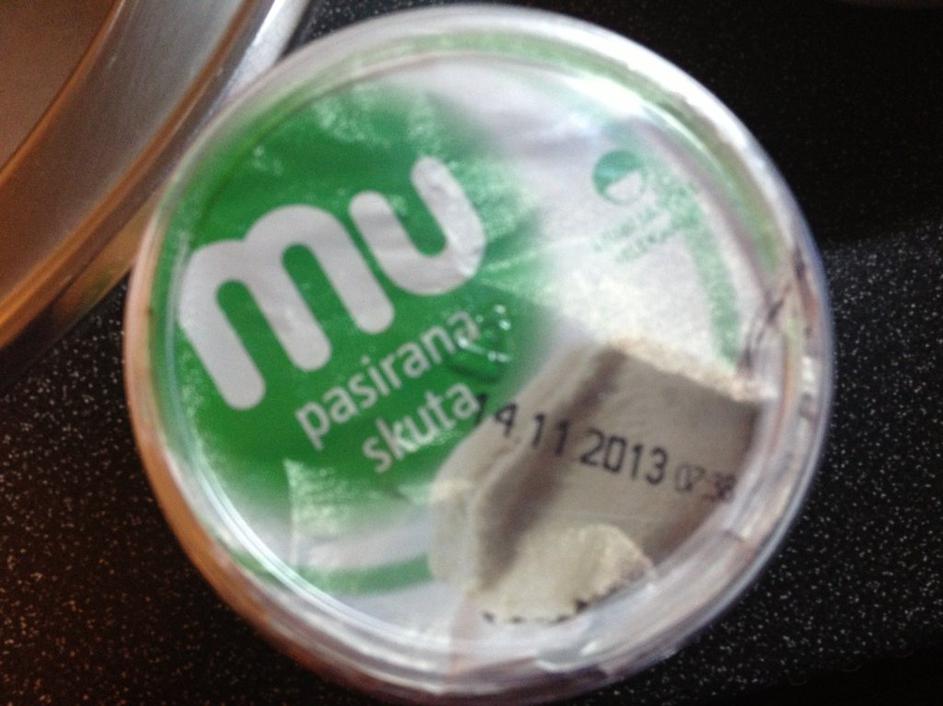 mu
pasirana
skuta
14.11.2013 07:38